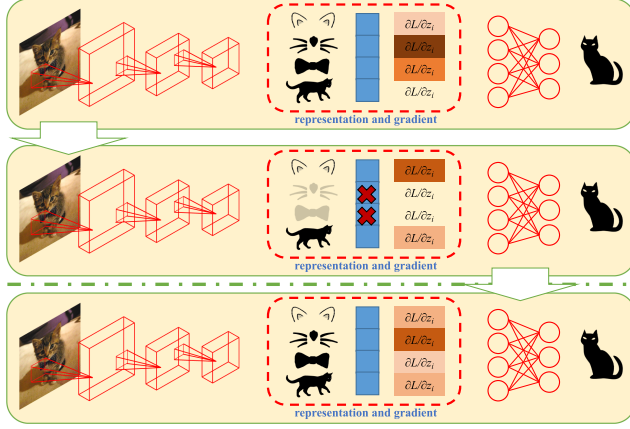 ∂L/∂z_i
∂L/∂z_i
∂L/∂z_i
∂L/∂z_i
representation and gradient
∂L/∂z_i
∂L/∂z_i
∂L/∂z_i
∂L/∂z_i
representation and gradient
∂L/∂z_i
∂L/∂z_i
∂L/∂z_i
∂L/∂z_i
representation and gradient